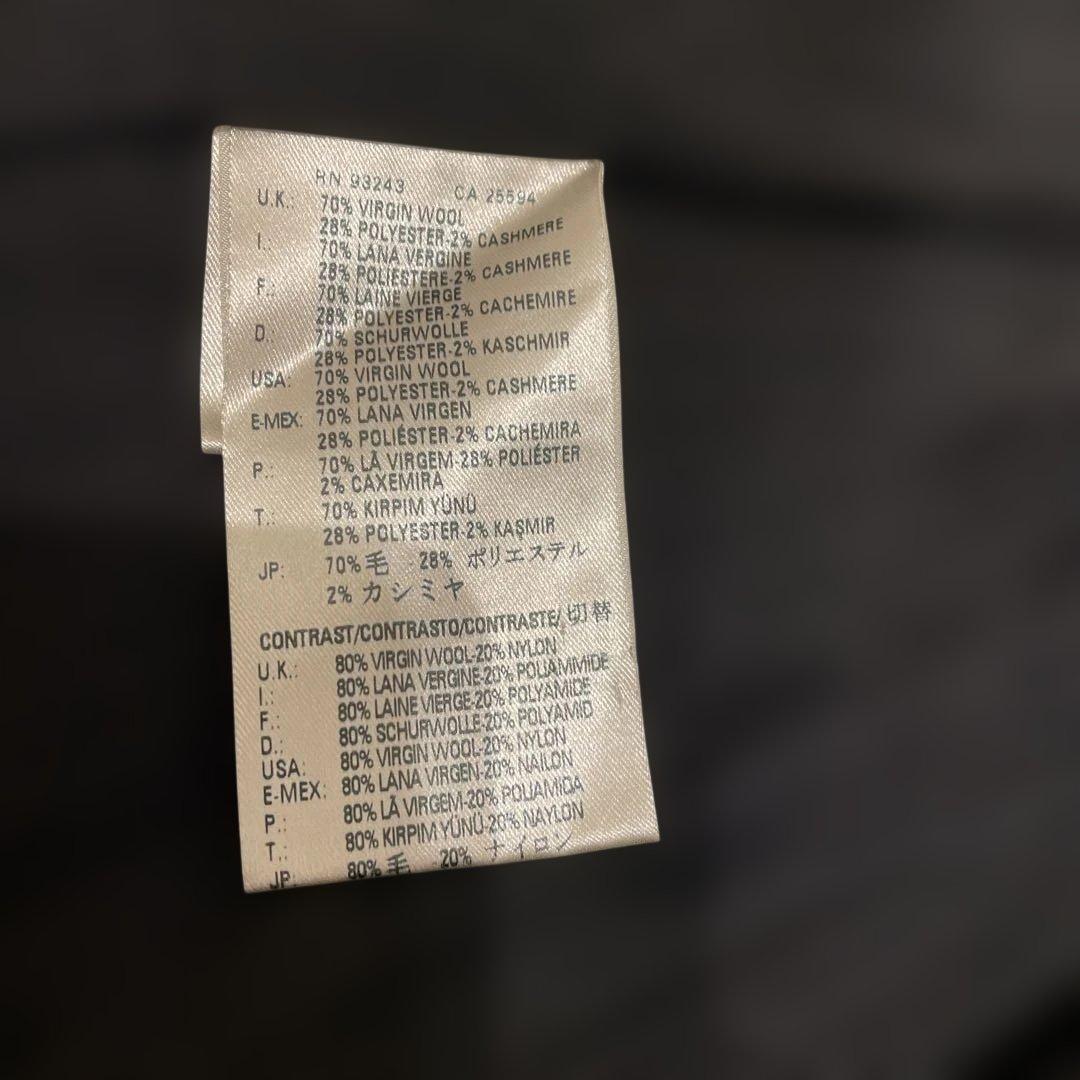 RN 93243 CA 25594
U.K.: 70% VIRGIN WOOL
28% POLYESTER-2% CASHMERE
I.: 70% LANA VERGINE
28% POLIESTERE-2% CASHMERE
F.: 70% LAINE VIERGE
28% POLYESTER-2% CACHEMIRE
D.: 70% SCHURWOLLE
28% POLYESTER-2% KASCHMIR
USA: 70% VIRGIN WOOL
28% POLYESTER-2% CASHMERE
E-MEX: 70% LANA VIRGEN
28% POLIÉSTER-2% CACHEMIRA
P.: 70% LÃ VIRGEM-28% POLIÉSTER
2% CAXEMIRA
T.: 70% KIRPIM YÜNÜ
28% POLYESTER-2% KAŞMIR
JP: 70% 毛 28% ポリエステル
2% カシミヤ
CONTRAST/CONTRASTO/CONTRASTE/切替
U.K.: 80% VIRGIN WOOL-20% NYLON
I.: 80% LANA VERGINE-20% POLIAMMIDE
F.: 80% LAINE VIERGE-20% POLYAMIDE
D.: 80% SCHURWOLLE-20% POLYAMID
USA: 80% VIRGIN WOOL-20% NYLON
E-MEX: 80% LANA VIRGEN-20% NAILON
P.: 80% LÃ VIRGEM-20% POLIAMIDA
T.: 80% KIRPIM YÜNÜ-20% NAYLON
JP: 80% 毛 20% ナイロン